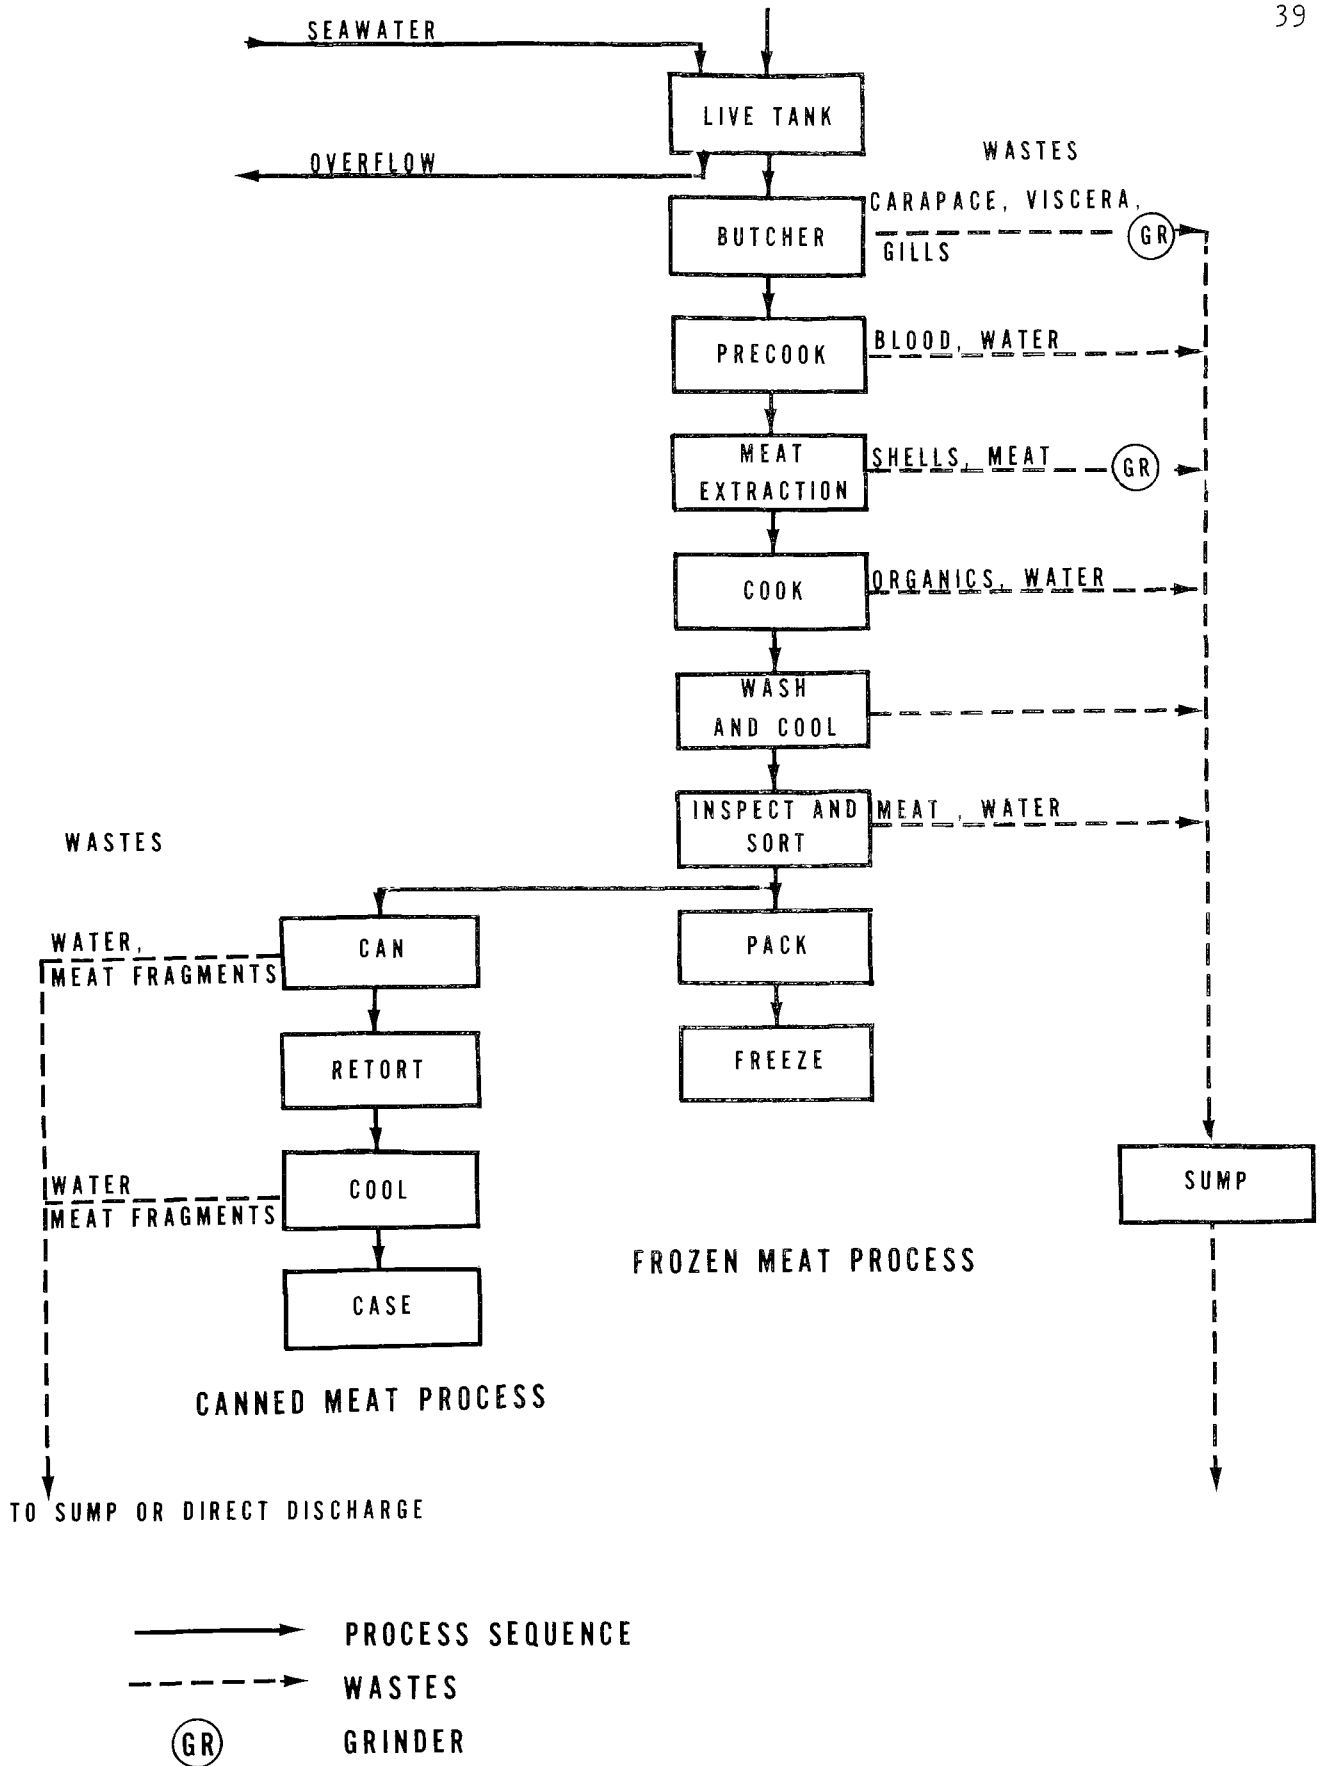 39
SEAWATER
LIVE TANK
OVERFLOW
WASTES
BUTCHER
CARAPACE, VISCERA,
GILLS
GR
PRECOOK
BLOOD, WATER
MEAT
EXTRACTION
SHELLS, MEAT
GR
COOK
ORGANICS, WATER
WASH
AND COOL
INSPECT AND
SORT
MEAT , WATER
WASTES
WATER,
MEAT FRAGMENTS
CAN
PACK
RETORT
FREEZE
WATER
MEAT FRAGMENTS
COOL
SUMP
FROZEN MEAT PROCESS
CASE
CANNED MEAT PROCESS
TO SUMP OR DIRECT DISCHARGE
PROCESS SEQUENCE
WASTES
GR
GRINDER